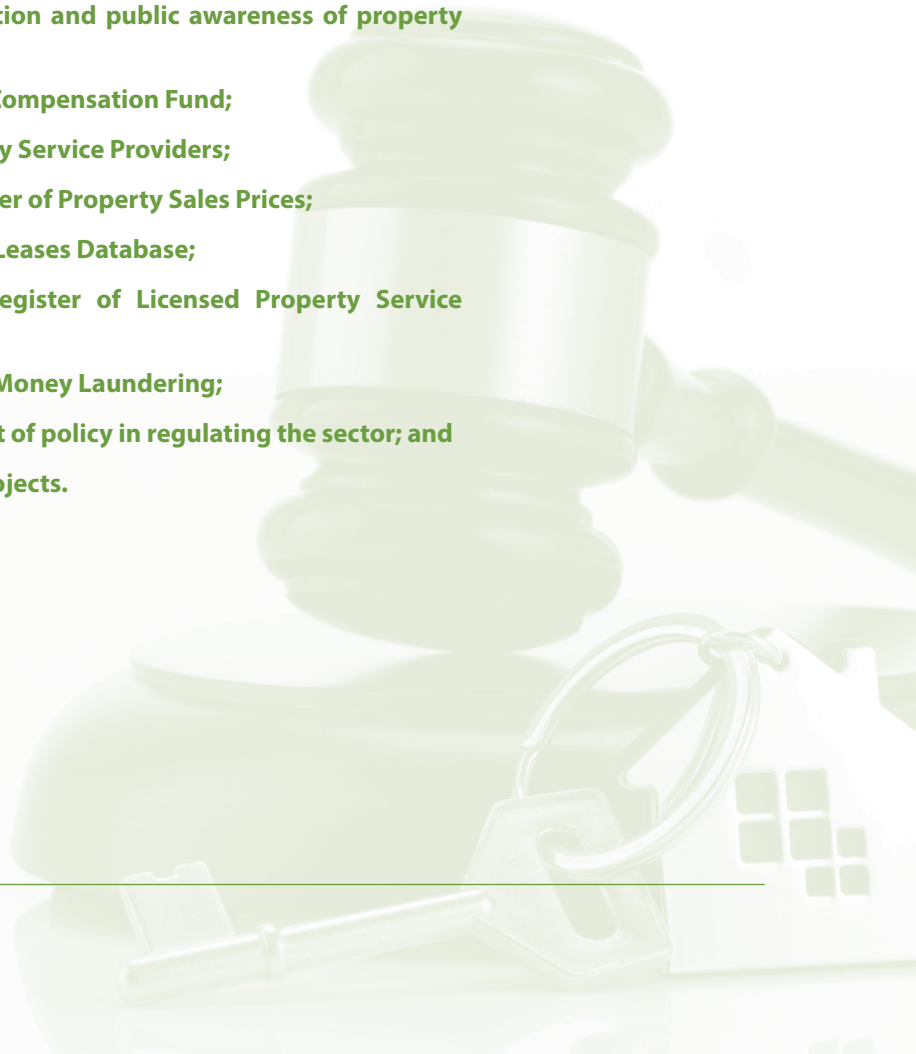 tion and public awareness of property
Compensation Fund;
y Service Providers;
er of Property Sales Prices;
Leases Database;
egister of Licensed Property Service
Money Laundering;
t of policy in regulating the sector; and
ojects.